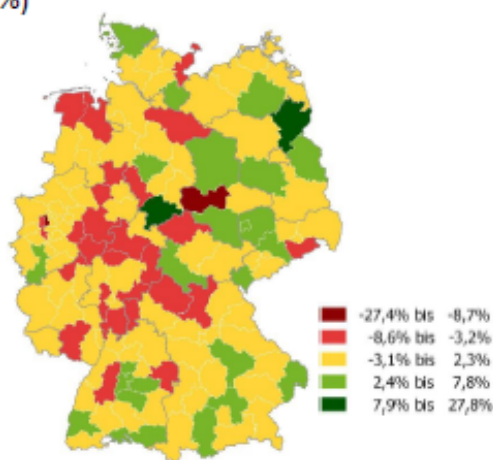 %)
-27,4% bis -8,7%
-8,6% bis -3,2%
-3,1% bis 2,3%
2,4% bis 7,8%
7,9% bis 27,8%